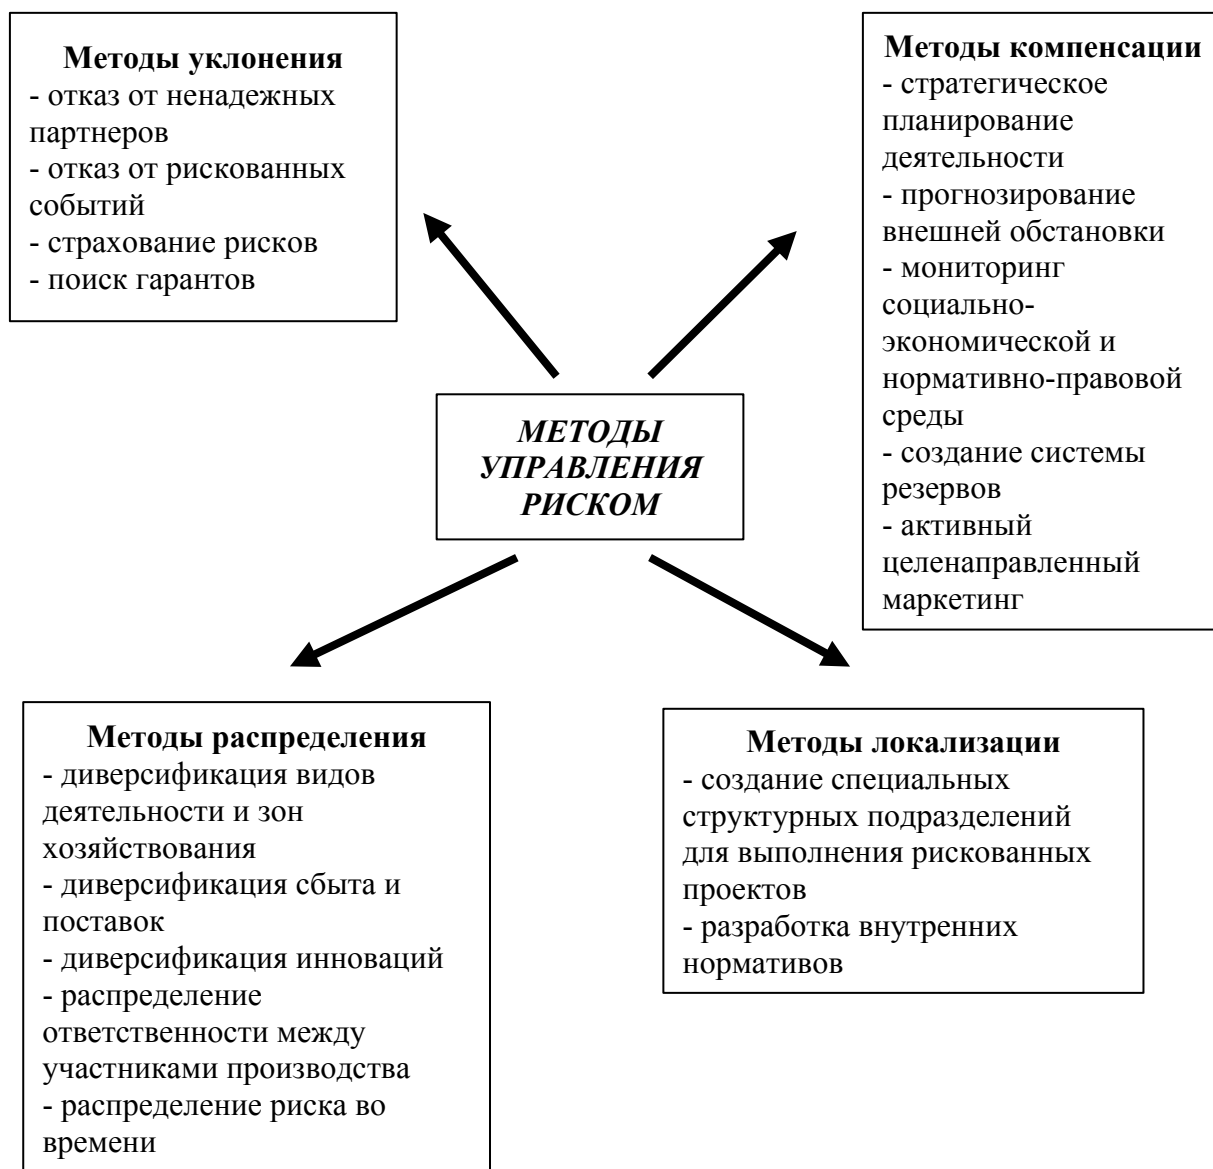 Методы уклонения
- отказ от ненадежных
партнеров
- отказ от рискованных
событий
- страхование рисков
- поиск гарантов
Методы компенсации
- стратегическое
планирование
деятельности
- прогнозирование
внешней обстановки
- мониторинг
социально-
экономической и
нормативно-правовой
среды
- создание системы
резервов
- активный
целенаправленный
маркетинг
МЕТОДЫ
УПРАВЛЕНИЯ
РИСКОМ
Методы распределения
- диверсификация видов
деятельности и зон
хозяйствования
- диверсификация сбыта и
поставок
- диверсификация инноваций
- распределение
ответственности между
участниками производства
- распределение риска во
времени
Методы локализации
- создание специальных
структурных подразделений
для выполнения рискованных
проектов
- разработка внутренних
нормативов